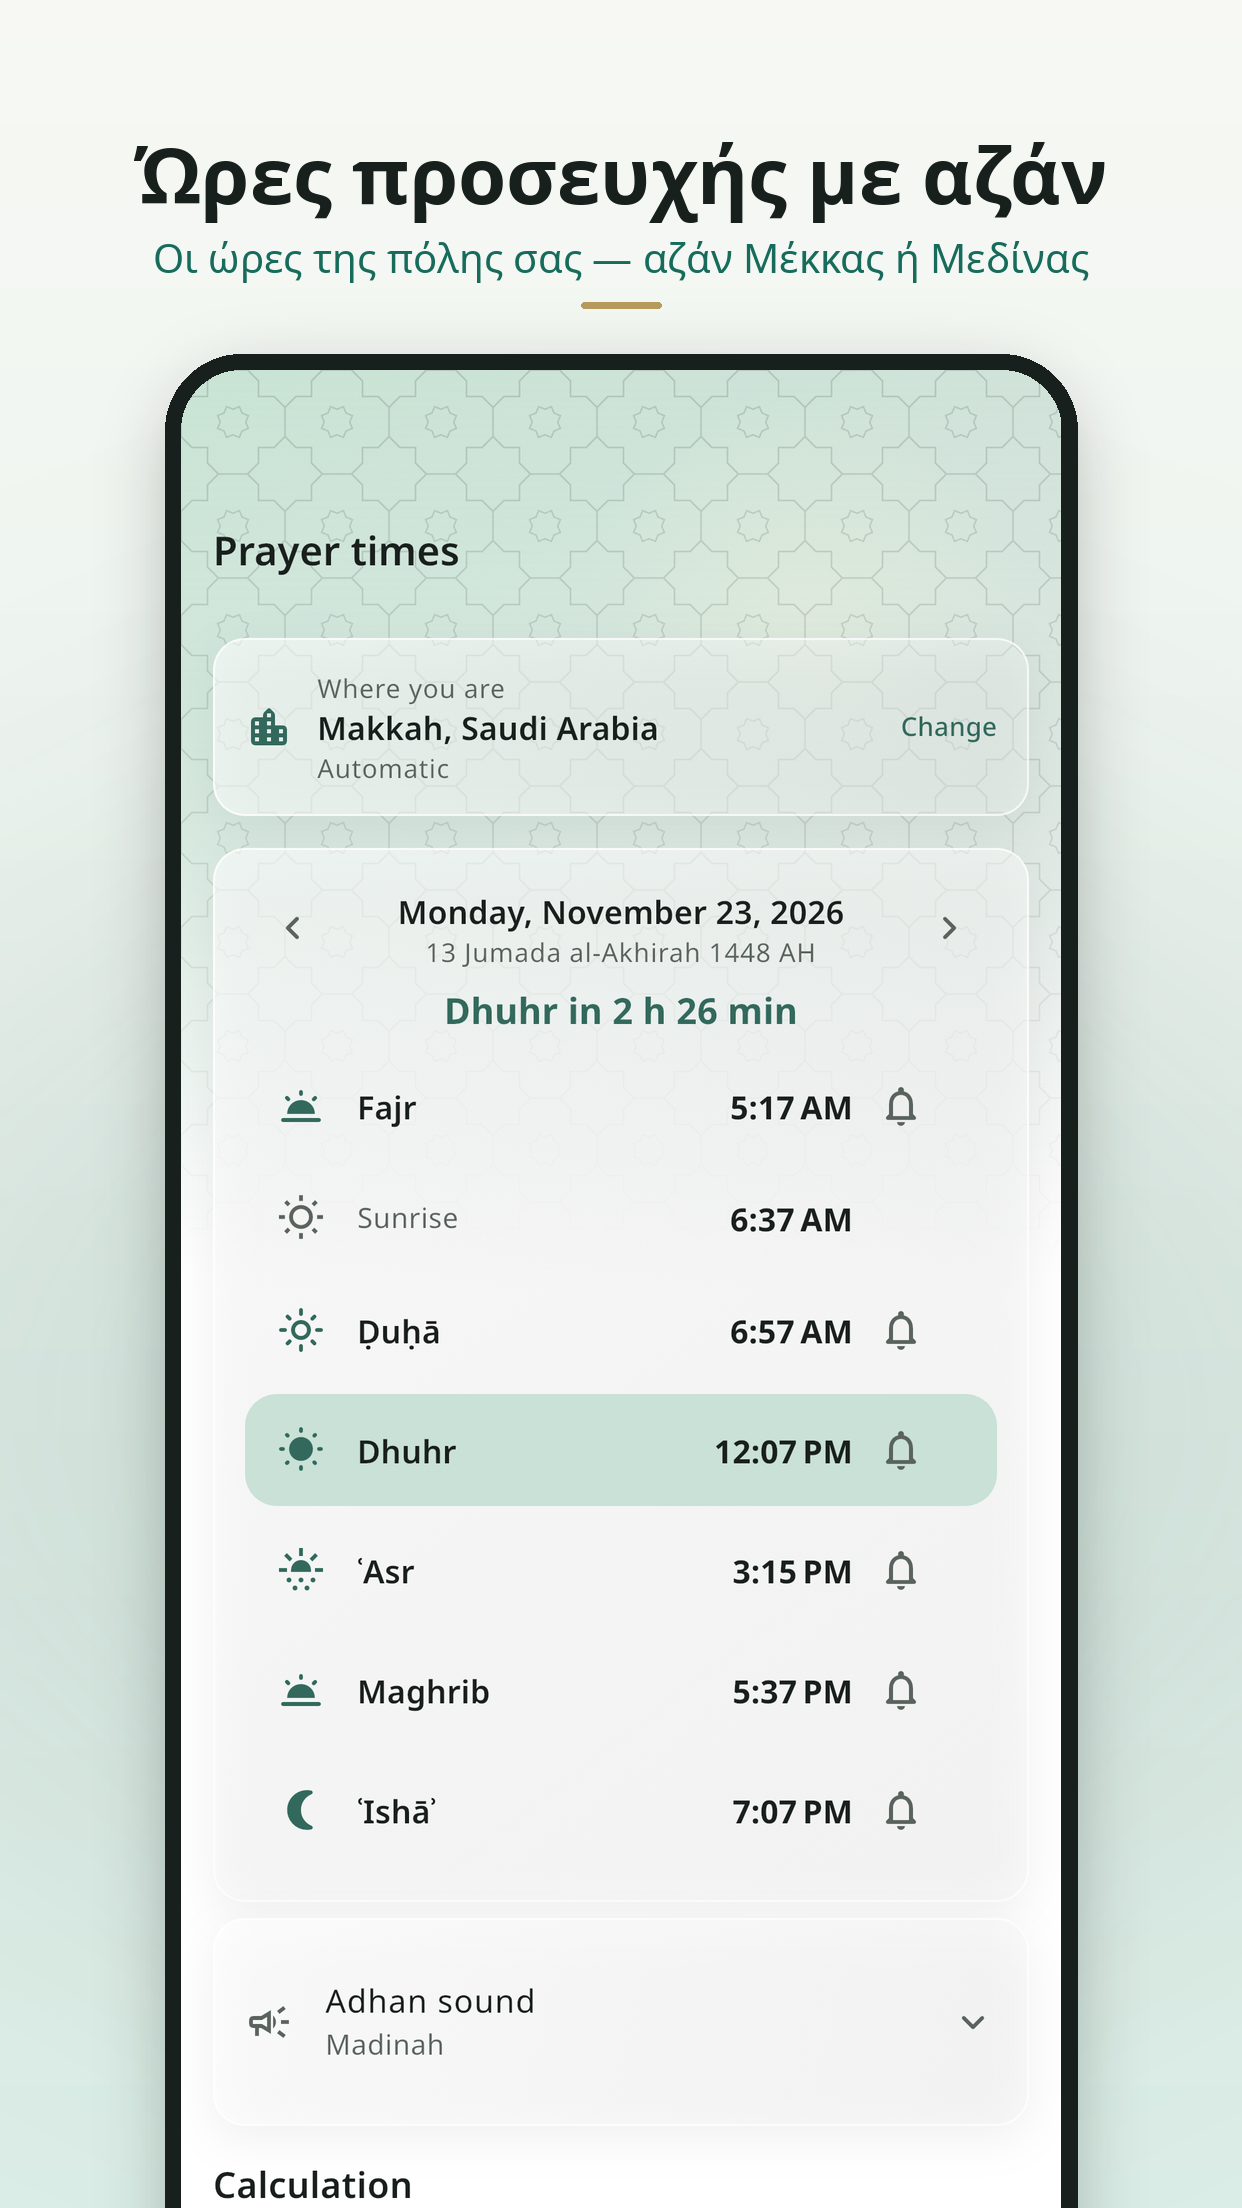 Ώρες προσευχής με αζάν
Οι ώρες της πόλης σας — αζάν Μέκκας ή Μεδίνας
Prayer times
Where you are
Makkah, Saudi Arabia
Automatic
Change
Monday, November 23, 2026
13 Jumada al-Akhirah 1448 AH
Dhuhr in 2 h 26 min
Fajr 5:17 AM
Sunrise 6:37 AM
Ḍuḥā 6:57 AM
Dhuhr 12:07 PM
ʿAsr 3:15 PM
Maghrib 5:37 PM
ʿIshāʾ 7:07 PM
Adhan sound
Madinah
Calculation